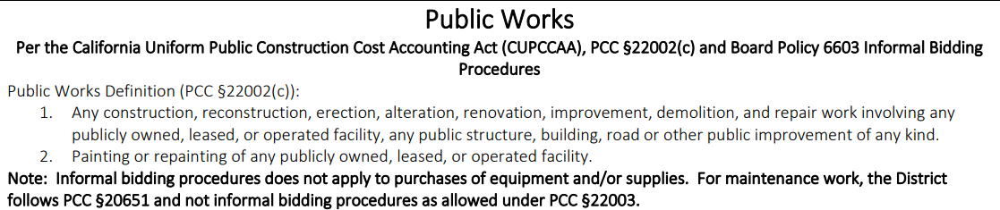 Public Works
Per the California Uniform Public Construction Cost Accounting Act (CUPCCAA), PCC §22002(c) and Board Policy 6603 Informal Bidding
Procedures
Public Works Definition (PCC §22002(c)):
1. Any construction, reconstruction, erection, alteration, renovation, improvement, demolition, and repair work involving any
publicly owned, leased, or operated facility, any public structure, building, road or other public improvement of any kind.
2. Painting or repainting of any publicly owned, leased, or operated facility.
Note: Informal bidding procedures does not apply to purchases of equipment and/or supplies. For maintenance work, the District
follows PCC §20651 and not informal bidding procedures as allowed under PCC §22003.